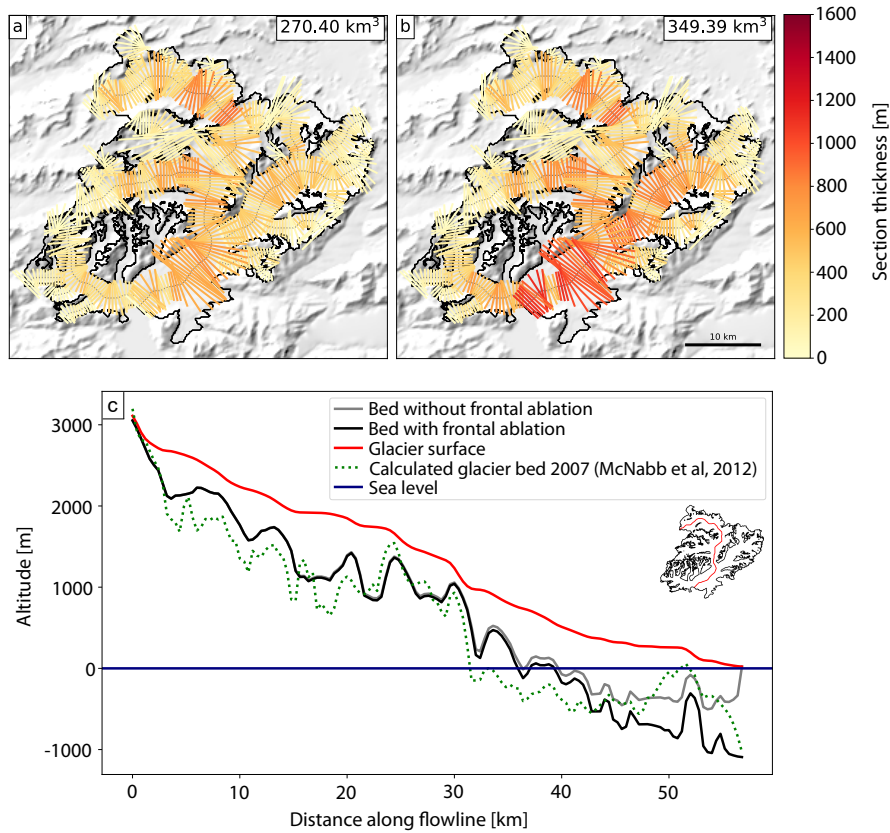 a
270.40 km³
b
349.39 km³
10 km
1600
1400
1200
1000
800
600
400
200
0
Section thickness [m]
c
Bed without frontal ablation
Bed with frontal ablation
Glacier surface
Calculated glacier bed 2007 (McNabb et al, 2012)
Sea level
3000
2000
1000
0
-1000
Altitude [m]
0 10 20 30 40 50
Distance along flowline [km]